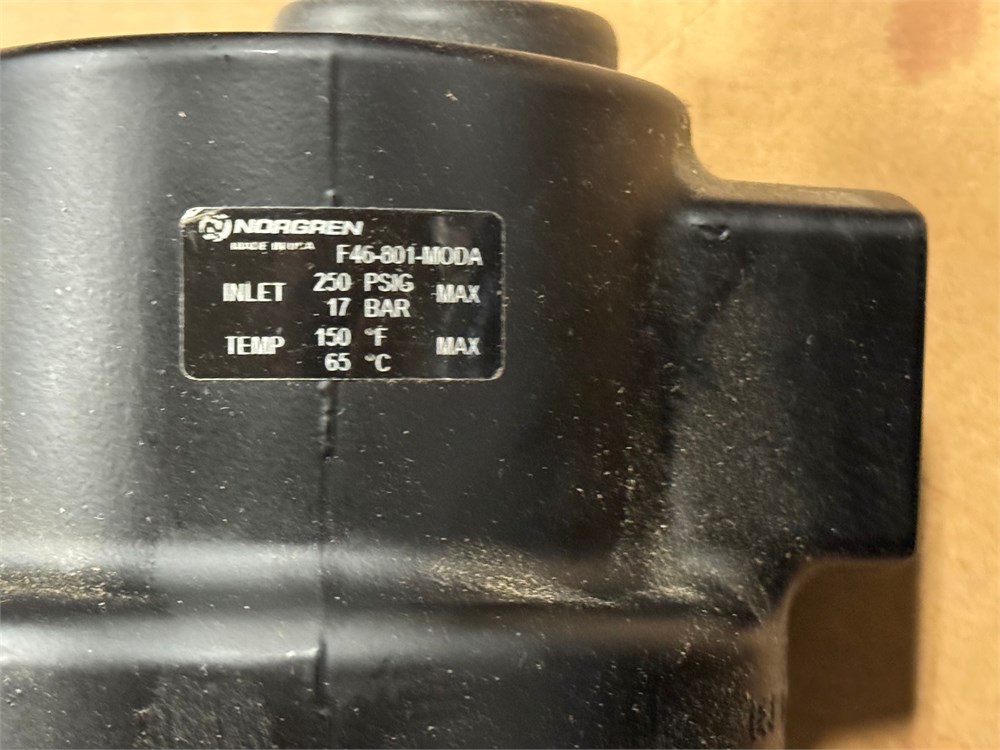 NORGREN
MADE IN USA
F46-801-MODA
INLET 250 PSIG MAX
17 BAR
TEMP 150 °F MAX
65 °C